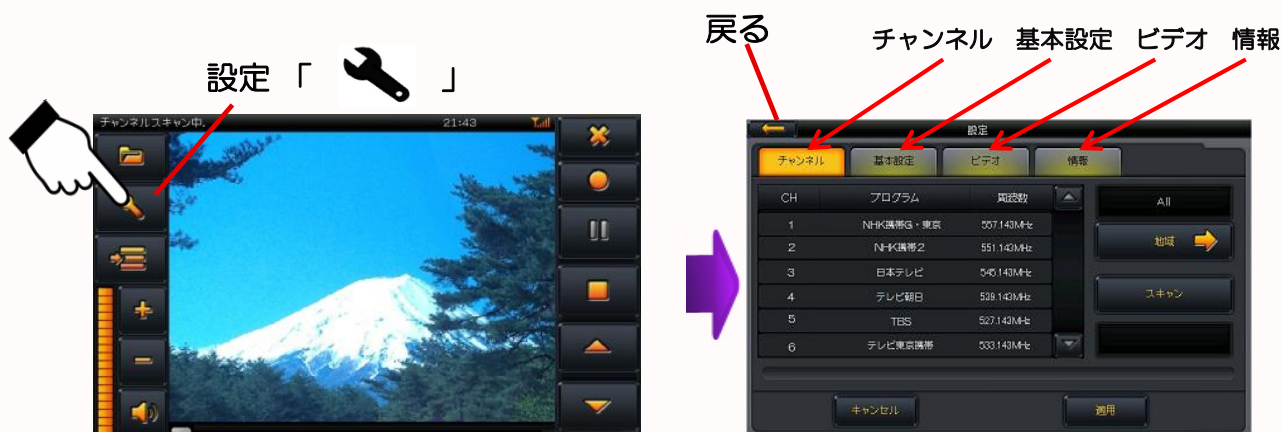 設定「 」
チャンネルスキャン中.
21:43
戻る
チャンネル 基本設定 ビデオ 情報
設定
チャンネル 基本設定 ビデオ 情報
CH プログラム 周波数
1 NHK携帯G・東京 557.143MHz
2 NHK携帯2 551.143MHz
3 日本テレビ 545.143MHz
4 テレビ朝日 539.143MHz
5 TBS 527.143MHz
6 テレビ東京携帯 533.143MHz
All
地域
スキャン
キャンセル 適用